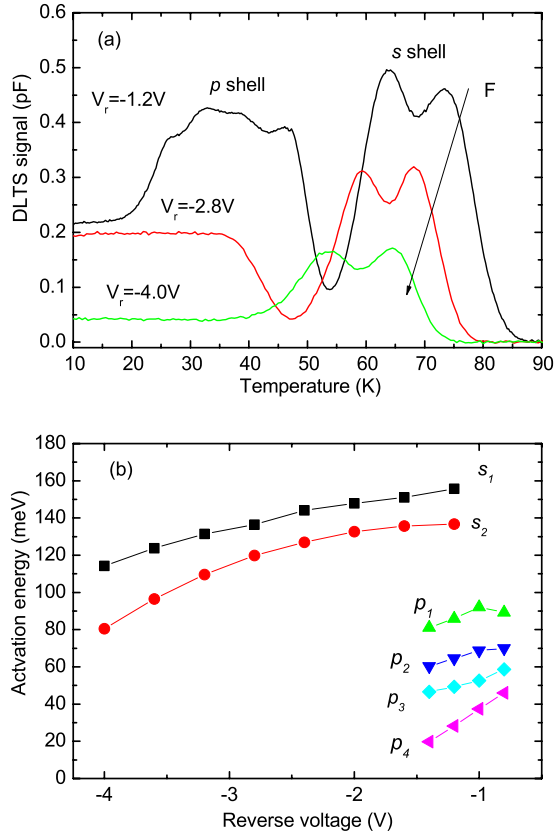 (a)
s shell
p shell
F
V_r=-1.2V
V_r=-2.8V
V_r=-4.0V
DLTS signal (pF)
0.6
0.5
0.4
0.3
0.2
0.1
0.0
10 20 30 40 50 60 70 80 90
Temperature (K)
(b)
s_1
s_2
p_1
p_2
p_3
p_4
Actvation energy (meV)
180
160
140
120
100
80
60
40
20
0
-4 -3 -2 -1
Reverse voltage (V)